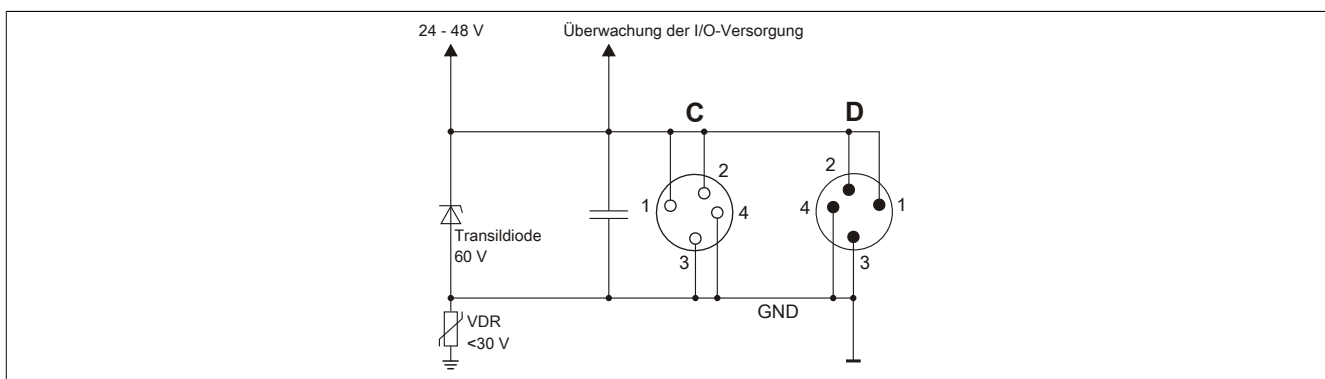 24 - 48 V
Überwachung der I/O-Versorgung
C
D
2
2
1
4
4
1
3
3
Transildiode
60 V
GND
VDR
<30 V